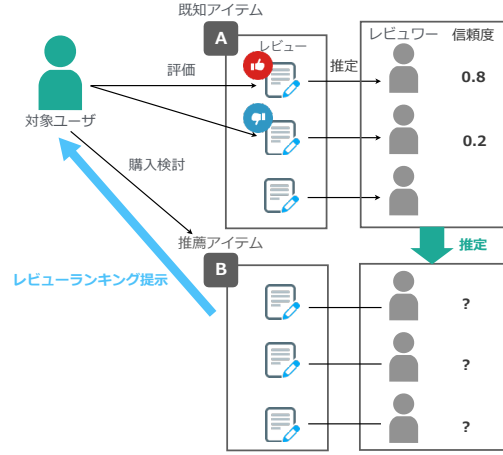 既知アイテム
A
レビュー
レビュワー 信頼度
評価
推定
0.8
対象ユーザ
0.2
購入検討
推薦アイテム
推定
B
レビューランキング提示
?
?
?